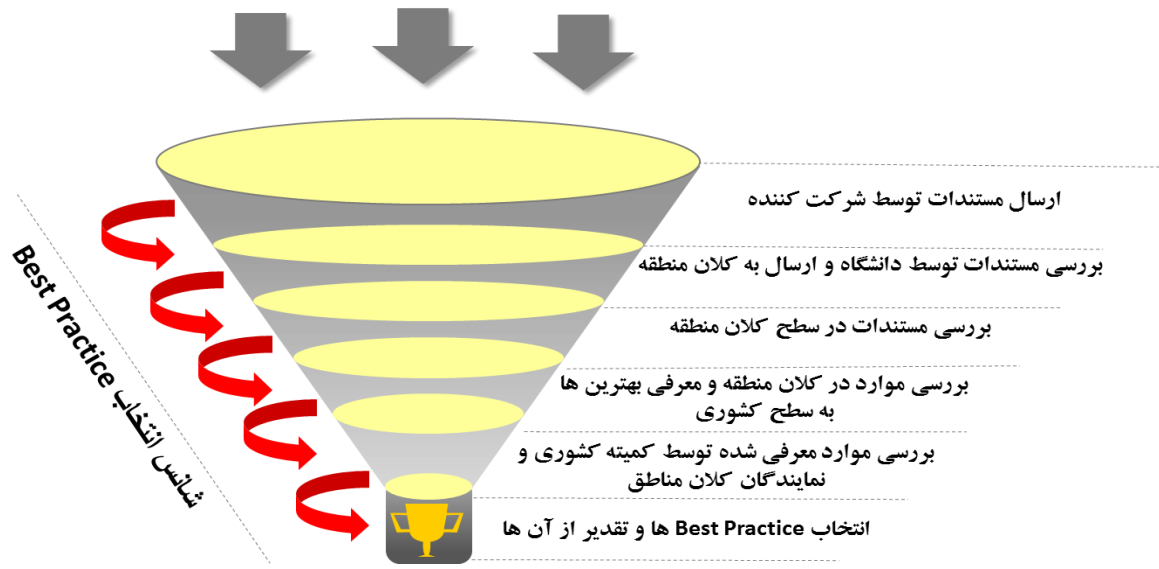 ارسال مستندات توسط شرکت کننده
بررسی مستندات توسط دانشگاه و ارسال به کلان منطقه
بررسی مستندات در سطح کلان منطقه
بررسی موارد در کلان منطقه و معرفی بهترین ها
به سطح کشوری
بررسی موارد معرفی شده توسط کمیته کشوری و
نمایندگان کلان مناطق
انتخاب Best Practice ها و تقدیر از آن ها
شانس انتخاب Best Practice